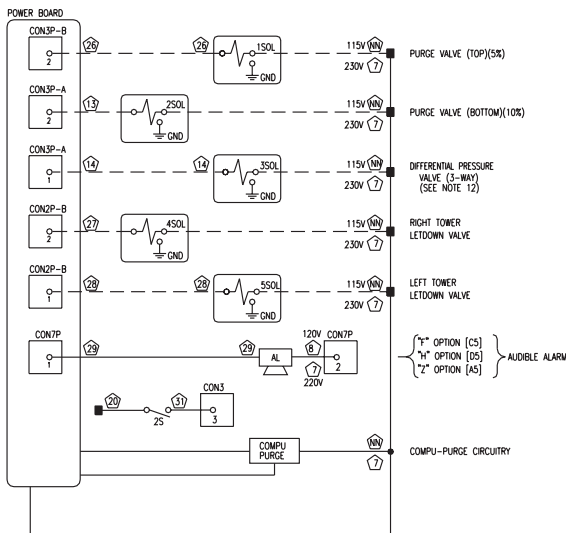 POWER BOARD
CON3P-B
2
26
26
1SOL
GND
115V NN
230V 7
PURGE VALVE (TOP)(5%)
CON3P-A
2
13
2SOL
GND
115V NN
230V 7
PURGE VALVE (BOTTOM)(10%)
CON3P-A
1
14
14
3SOL
GND
115V NN
230V 7
DIFFERENTIAL PRESSURE
VALVE (3-WAY)
(SEE NOTE 12)
CON2P-B
2
27
4SOL
GND
115V NN
230V 7
RIGHT TOWER
LETDOWN VALVE
CON2P-B
1
28
28
5SOL
GND
115V NN
230V 7
LEFT TOWER
LETDOWN VALVE
CON7P
1
29
29
AL
120V
8
7
220V
CON7P
2
"F" OPTION [C5]
"H" OPTION [D5]
"Z" OPTION [A5]
AUDIBLE ALARM
20
2S
31
CON3
3
COMPU
PURGE
NN
7
COMPU-PURGE CIRCUITRY